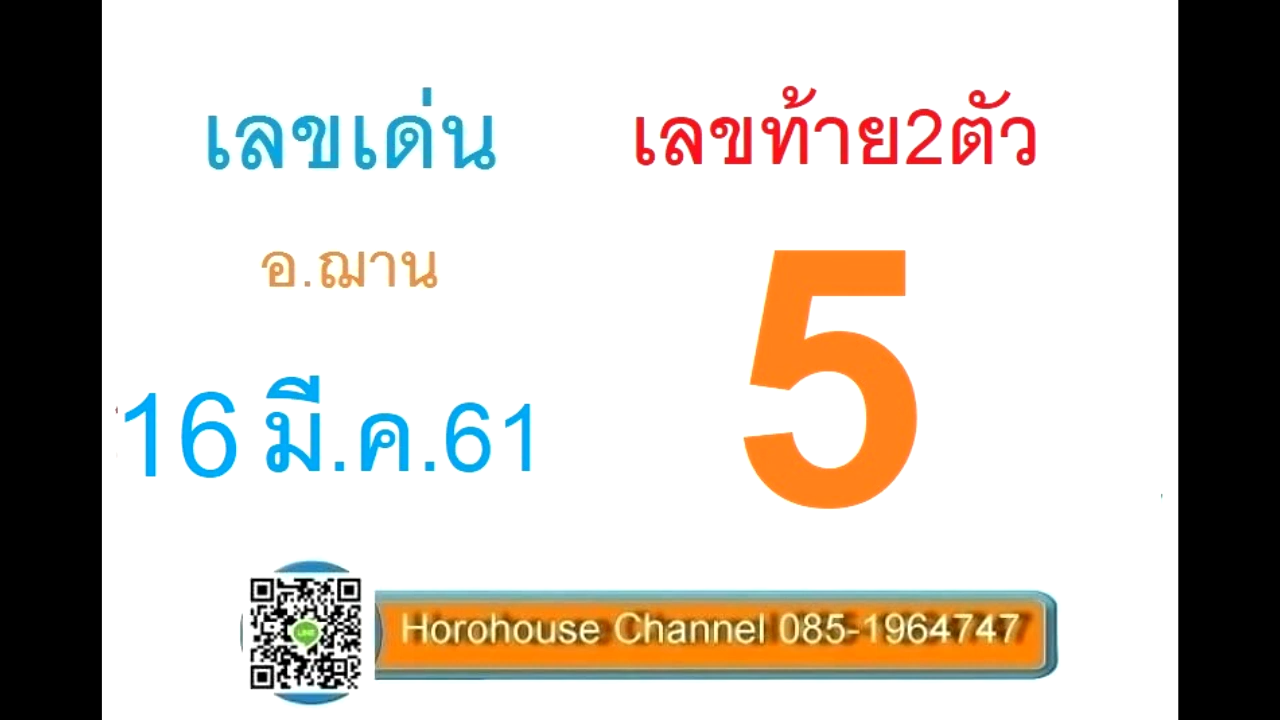 เลขเด่น
เลขท้าย2ตัว
อ.ฌาน
5
16 มี.ค.61
LINE
Horohouse Channel 085-1964747